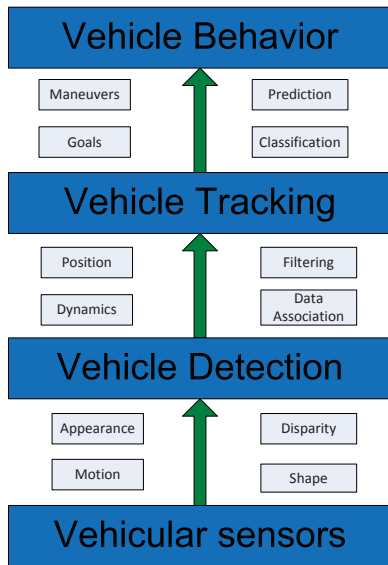 Vehicle Behavior
Maneuvers
Prediction
Goals
Classification
Vehicle Tracking
Position
Filtering
Dynamics
Data
Association
Vehicle Detection
Appearance
Disparity
Motion
Shape
Vehicular sensors